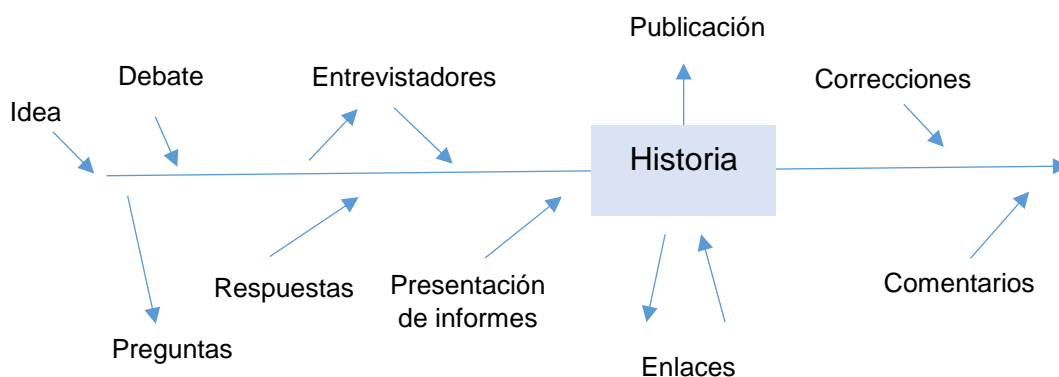 Publicación
Debate
Entrevistadores
Correcciones
Idea
Historia
Respuestas
Presentación
de informes
Comentarios
Preguntas
Enlaces